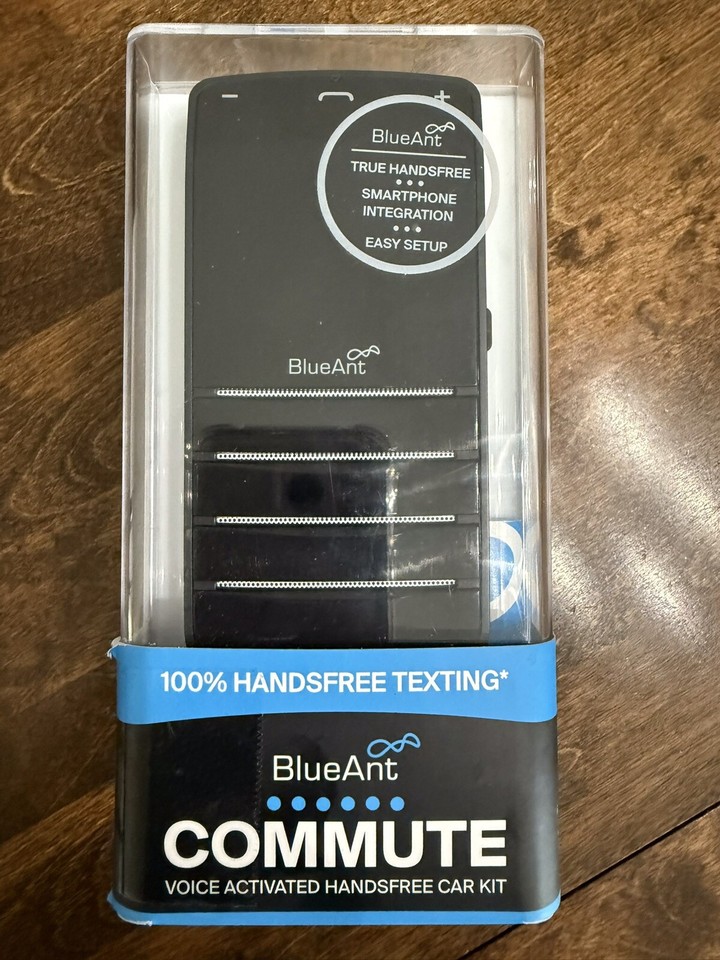 − +
BlueAnt
TRUE HANDSFREE
SMARTPHONE
INTEGRATION
EASY SETUP
BlueAnt
100% HANDSFREE TEXTING*
BlueAnt
COMMUTE
VOICE ACTIVATED HANDSFREE CAR KIT